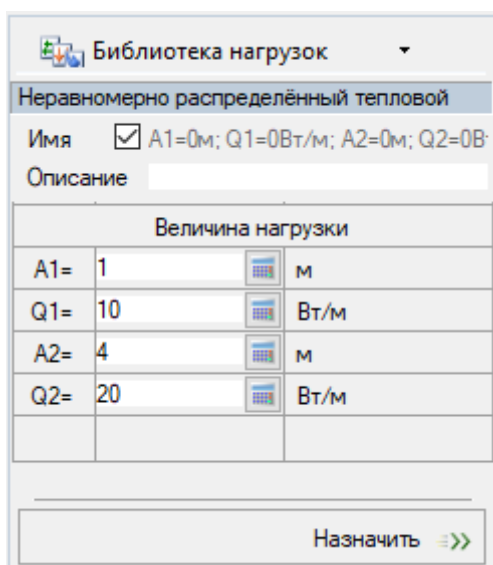 Библиотека нагрузок
Неравномерно распределённый тепловой
Имя A1=0м; Q1=0Вт/м; A2=0м; Q2=0В
Описание
Величина нагрузки
A1= 1 м
Q1= 10 Вт/м
A2= 4 м
Q2= 20 Вт/м
Назначить